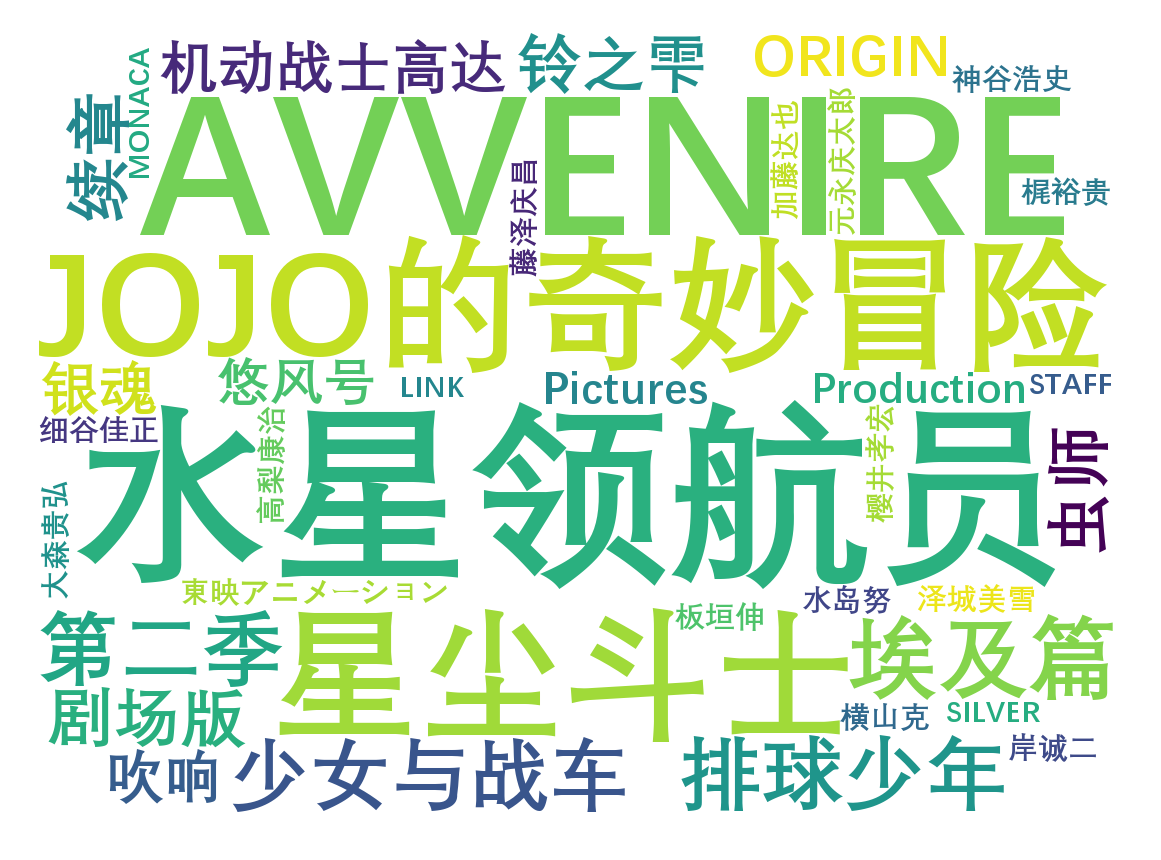 机动战士高达
铃之雫
ORIGIN
神谷浩史
续章
MONACA
AVVENIRE
加藤达也
元永庆太郎
梶裕贵
藤泽庆昌
JOJO的奇妙冒险
银魂
悠风号
LINK
Pictures
Production
STAFF
细谷佳正
水星领航员
高梨康治
樱井孝宏
虫师
大森贵弘
東映アニメーション
水岛努
泽城美雪
板垣伸
第二季
星尘斗士
埃及篇
剧场版
横山克
SILVER
吹响
少女与战车
排球少年
岸诚二